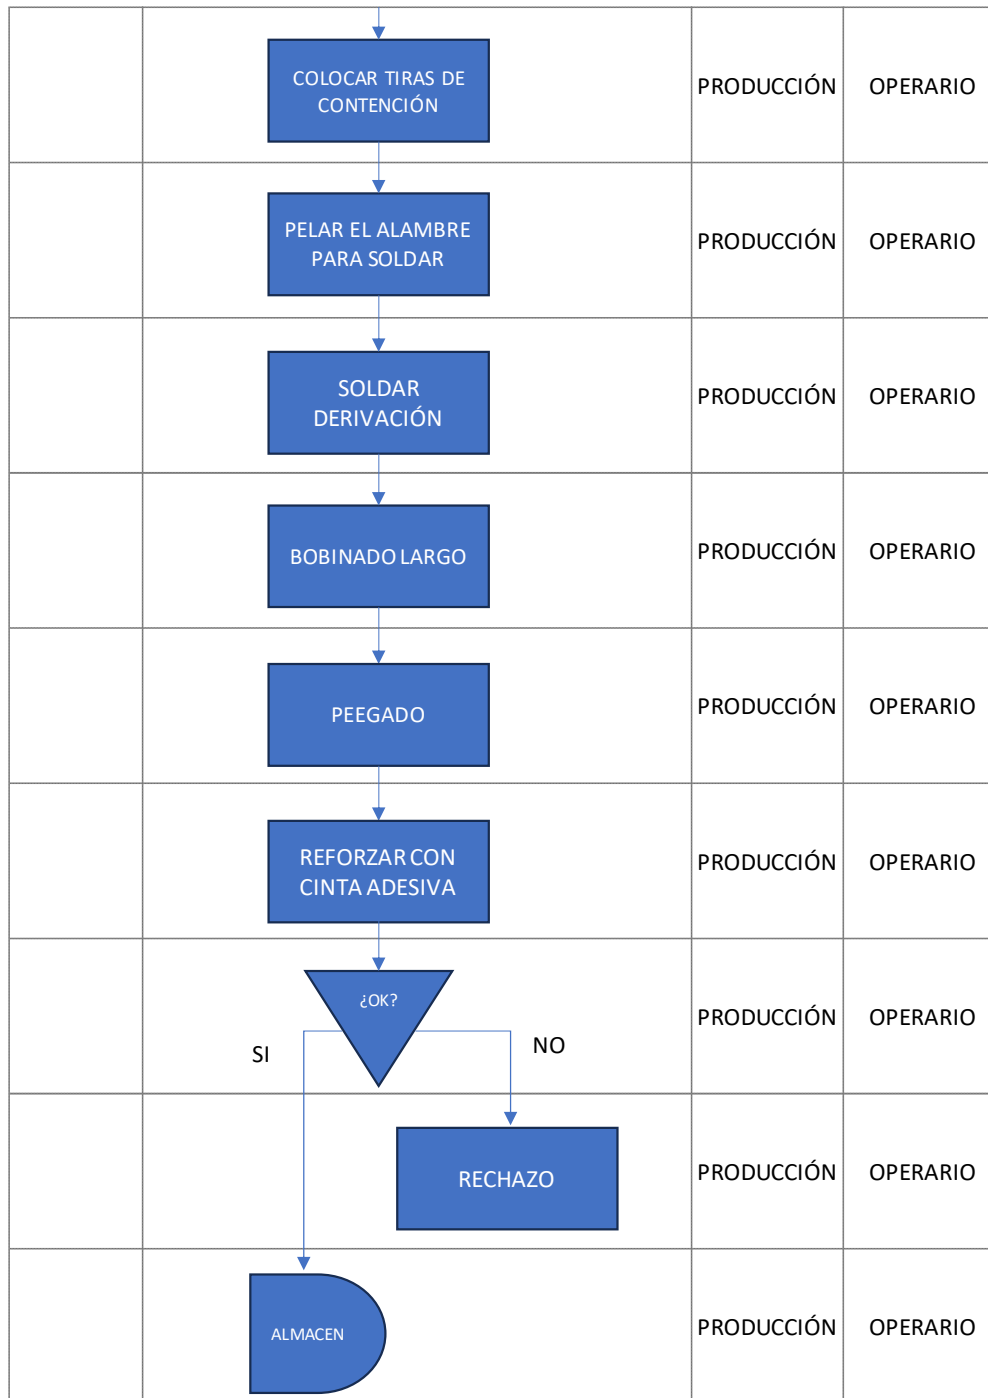 COLOCAR TIRAS DE
CONTENCIÓN
PRODUCCIÓN
OPERARIO
PELAR EL ALAMBRE
PARA SOLDAR
PRODUCCIÓN
OPERARIO
SOLDAR
DERIVACIÓN
PRODUCCIÓN
OPERARIO
BOBINADO LARGO
PRODUCCIÓN
OPERARIO
PEEGADO
PRODUCCIÓN
OPERARIO
REFORZAR CON
CINTA ADESIVA
PRODUCCIÓN
OPERARIO
¿OK?
SI
NO
PRODUCCIÓN
OPERARIO
RECHAZO
PRODUCCIÓN
OPERARIO
ALMACEN
PRODUCCIÓN
OPERARIO